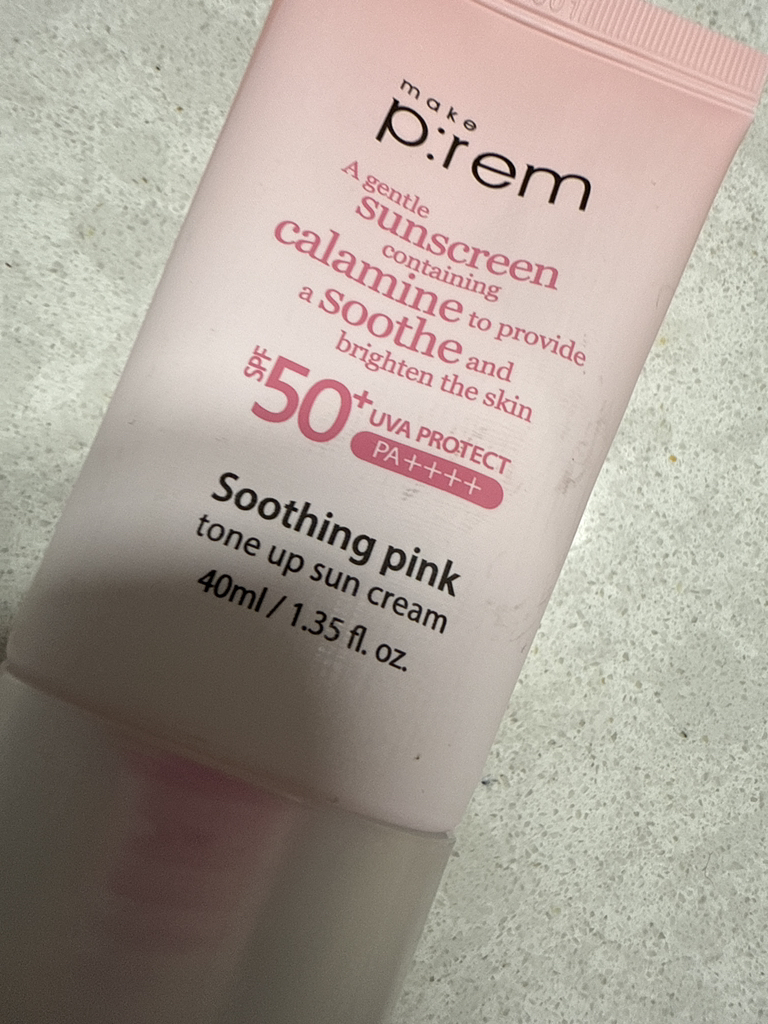 make
p:rem
A gentle
sunscreen
containing
calamine to provide
a soothe and
brighten the skin
SPF 50+ UVA PROTECT
PA++++
Soothing pink
tone up sun cream
40ml / 1.35 fl. oz.